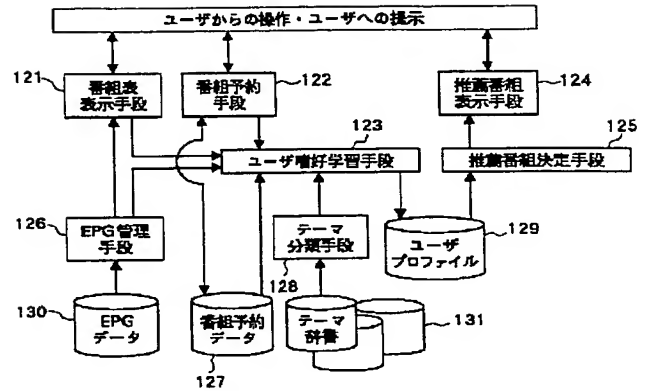 ユーザからの操作・ユーザへの提示
121
番組表
表示手段
番組予約
手段
122
推薦番組
表示手段
124
123
ユーザ嗜好学習手段
125
推薦番組決定手段
126
EPG管理
手段
テーマ
分類手段
128
ユーザ
プロファイル
129
130
EPG
データ
番組予約
データ
127
テーマ
辞書
131